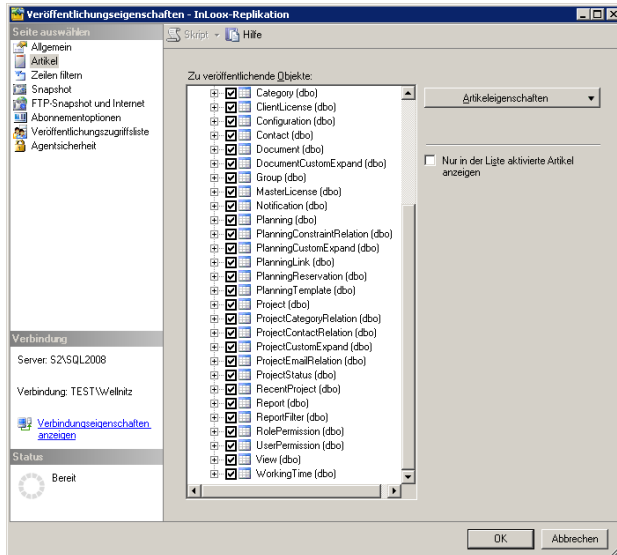 Veröffentlichungseigenschaften - InLoox-Replikation
Seite auswählen
Allgemein
Artikel
Zeilen filtern
Snapshot
FTP-Snapshot und Internet
Abonnementoptionen
Veröffentlichungszugriffsliste
Agentsicherheit
Skript
Hilfe
Zu veröffentlichende Objekte:
Category (dbo)
ClientLicense (dbo)
Configuration (dbo)
Contact (dbo)
Document (dbo)
DocumentCustomExpand (dbo)
Group (dbo)
MasterLicense (dbo)
Notification (dbo)
Planning (dbo)
PlanningConstraintRelation (dbo)
PlanningCustomExpand (dbo)
PlanningLink (dbo)
PlanningReservation (dbo)
PlanningTemplate (dbo)
Project (dbo)
ProjectCategoryRelation (dbo)
ProjectContactRelation (dbo)
ProjectCustomExpand (dbo)
ProjectEmailRelation (dbo)
ProjectStatus (dbo)
RecentProject (dbo)
Report (dbo)
ReportFilter (dbo)
RolePermission (dbo)
UserPermission (dbo)
View (dbo)
WorkingTime (dbo)
Artikeleigenschaften
Nur in der Liste aktivierte Artikel
anzeigen
Verbindung
Server: S2\SQL2008
Verbindung: TEST\Wellnitz
Verbindungseigenschaften
anzeigen
Status
Bereit
OK
Abbrechen